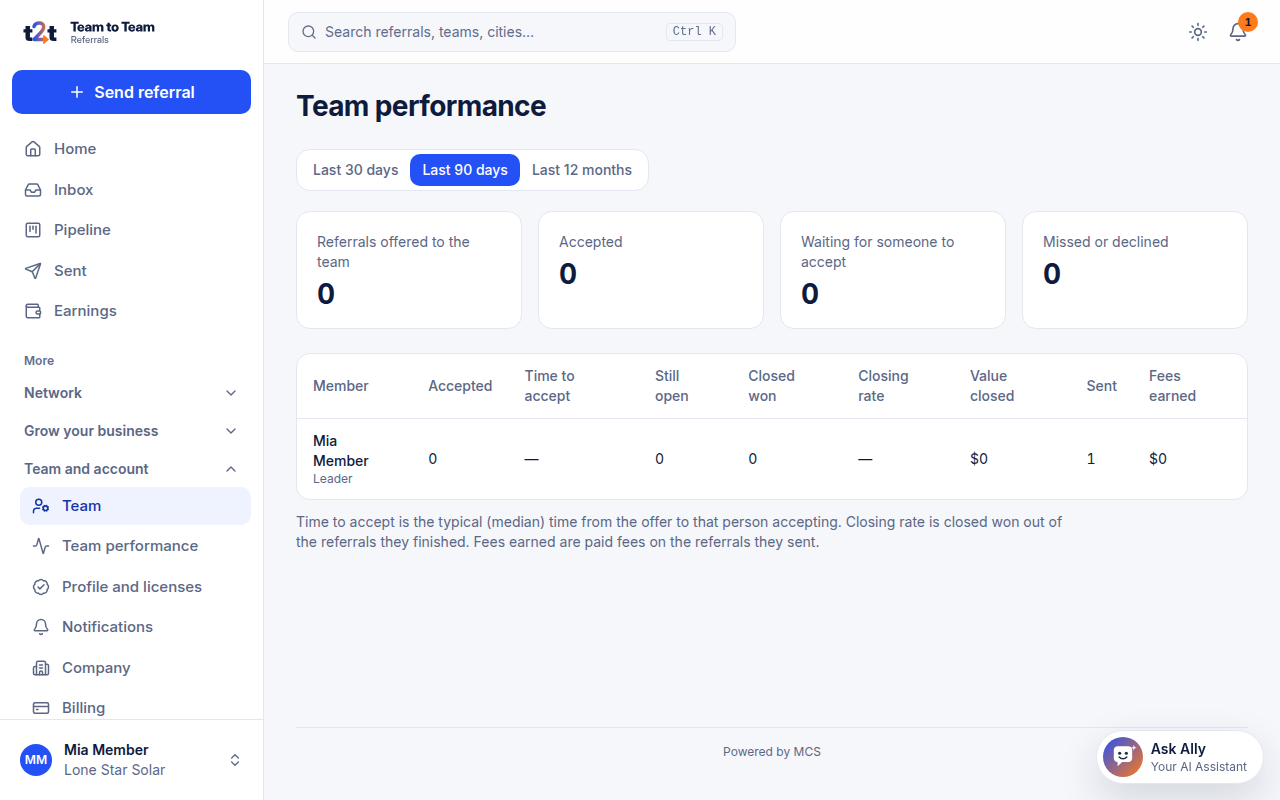 t2t Team to Team
Referrals
Search referrals, teams, cities...
Ctrl K
1
Send referral
Home
Inbox
Pipeline
Sent
Earnings
More
Network
Grow your business
Team and account
Team
Team performance
Profile and licenses
Notifications
Company
Billing
MM
Mia Member
Lone Star Solar
Team performance
Last 30 days
Last 90 days
Last 12 months
Referrals offered to the
team
0
Accepted
0
Waiting for someone to
accept
0
Missed or declined
0
Member
Accepted
Time to
accept
Still
open
Closed
won
Closing
rate
Value
closed
Sent
Fees
earned
Mia
Member
Leader
0
—
0
0
—
$0
1
$0
Time to accept is the typical (median) time from the offer to that person accepting. Closing rate is closed won out of
the referrals they finished. Fees earned are paid fees on the referrals they sent.
Powered by MCS
Ask Ally
Your AI Assistant